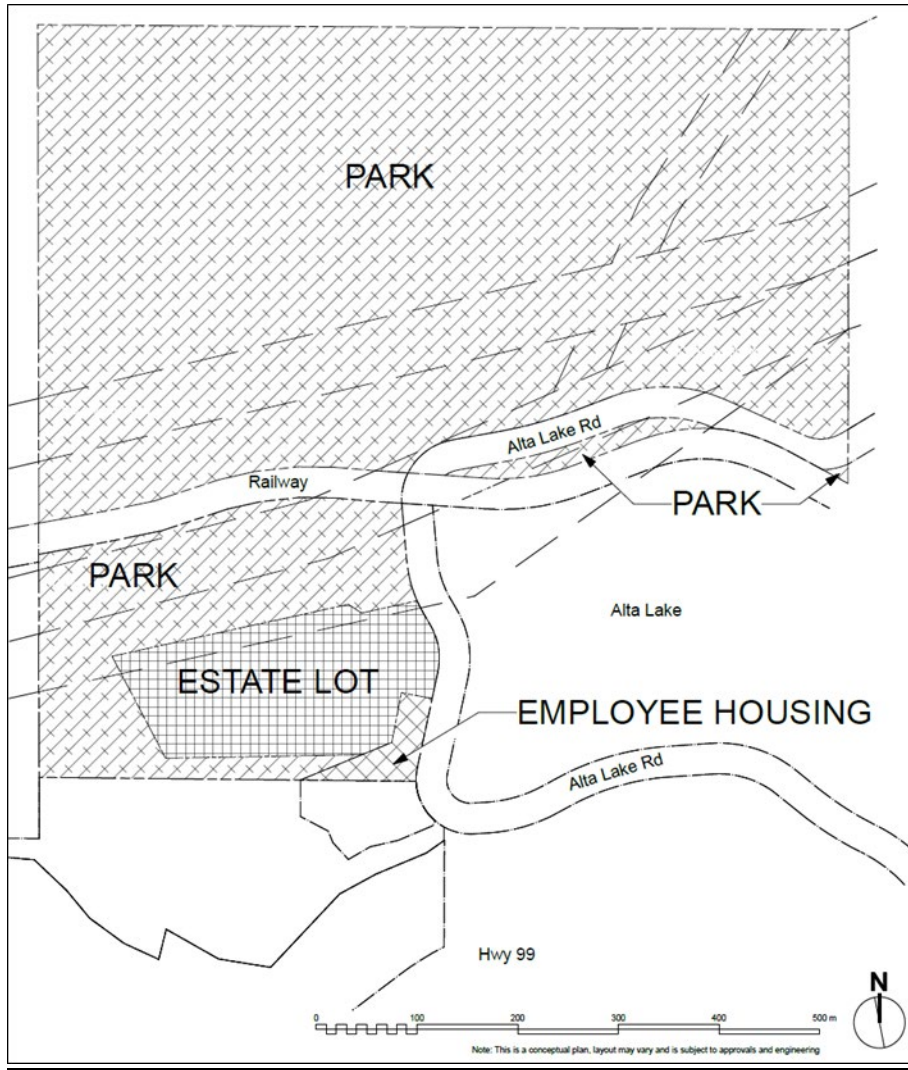 PARK
Alta Lake Rd
Railway
PARK
PARK
Alta Lake
ESTATE LOT
EMPLOYEE HOUSING
Alta Lake Rd
Hwy 99
N
0 100 200 300 400 500 m
Note: This is a conceptual plan, layout may vary and is subject to approvals and engineering